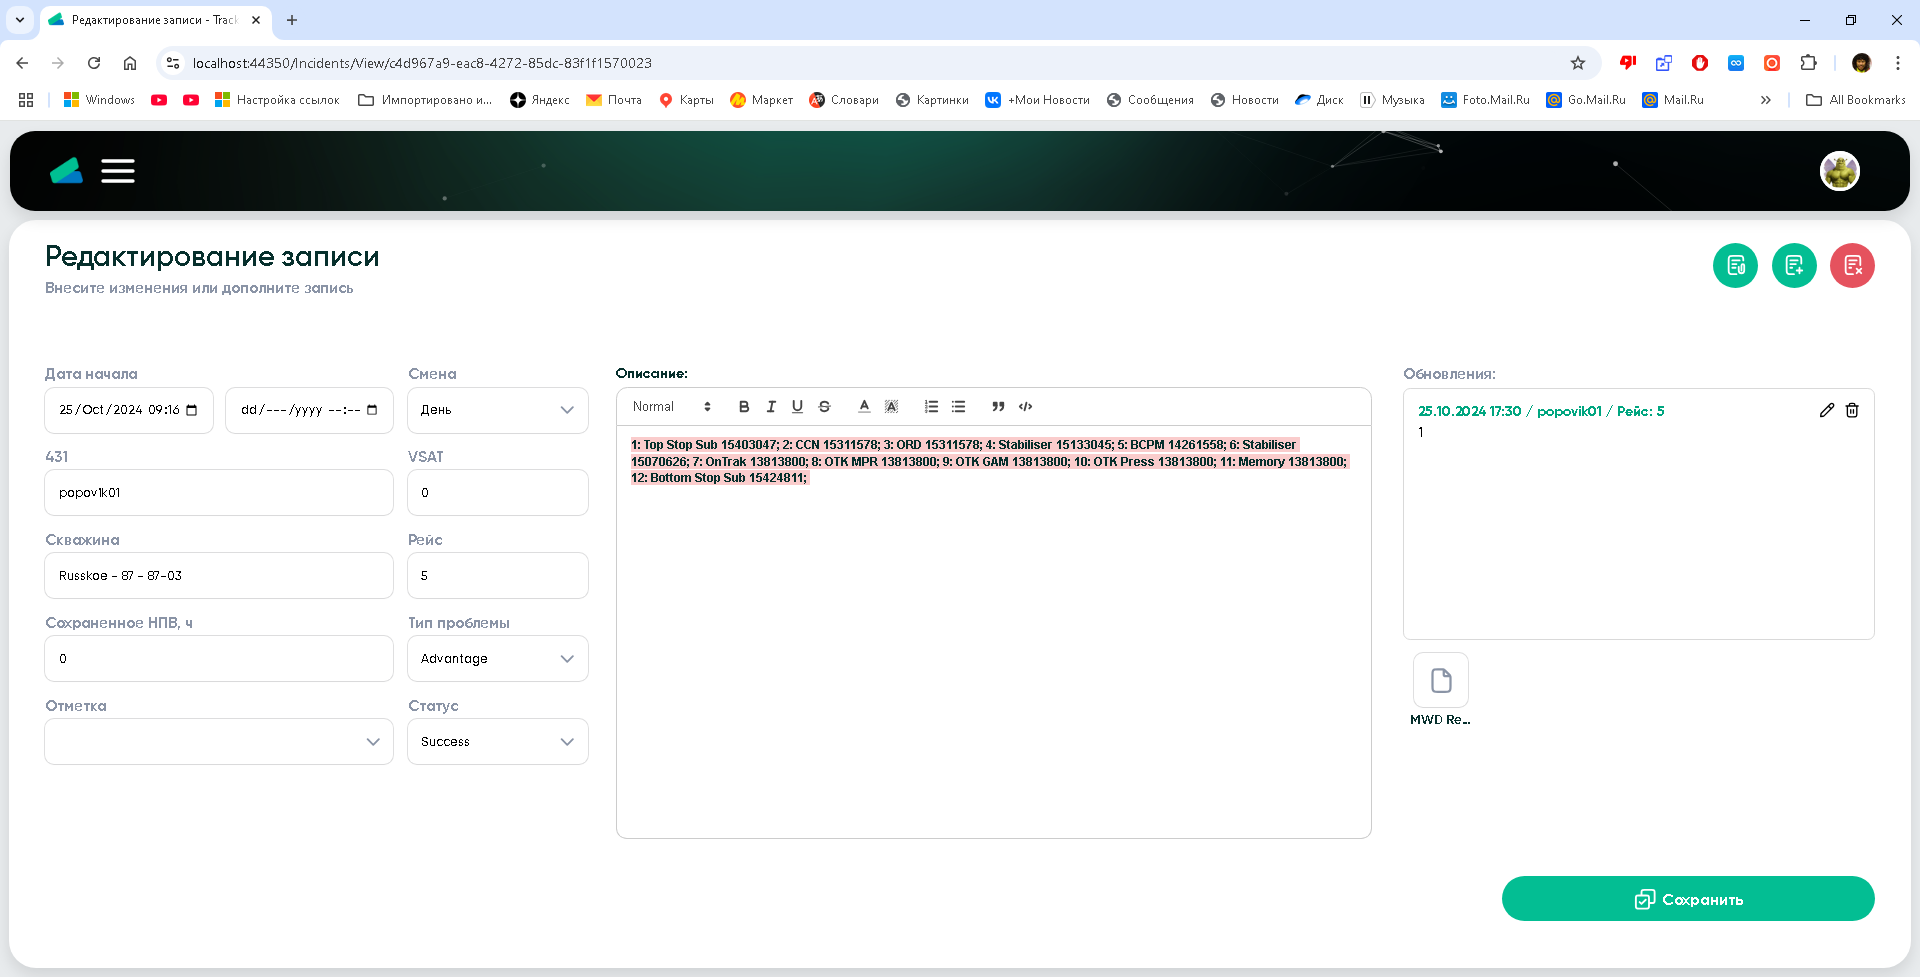 Редактирование записи - Track
localhost:44350/Incidents/View/c4d967a9-eac8-4272-85dc-83f1f1570023
Windows
Настройка ссылок
Импортировано и...
Яндекс
Почта
Карты
Маркет
Словари
Картинки
+Мои Новости
Сообщения
Новости
Диск
Музыка
Foto.Mail.Ru
Go.Mail.Ru
Mail.Ru
All Bookmarks
Редактирование записи
Внесите изменения или дополните запись
Дата начала
25/Oct/2024 09:16
dd/---/yyyy --:--
Смена
День
431
popov1k01
VSAT
0
Скважина
Russkoe - 87 - 87-03
Рейс
5
Сохраненное НПВ, ч
0
Тип проблемы
Advantage
Отметка
Статус
Success
Описание:
Normal
1: Top Stop Sub 15403047; 2: CCN 15311578; 3: ORD 15311578; 4: Stabiliser 15133045; 5: BCPM 14261558; 6: Stabiliser
15070626; 7: OnTrak 13813800; 8: OTK MPR 13813800; 9: OTK GAM 13813800; 10: OTK Press 13813800; 11: Memory 13813800;
12: Bottom Stop Sub 15424811;
Обновления:
25.10.2024 17:30 / popovik01 / Рейс: 5
1
MWD Re...
Сохранить